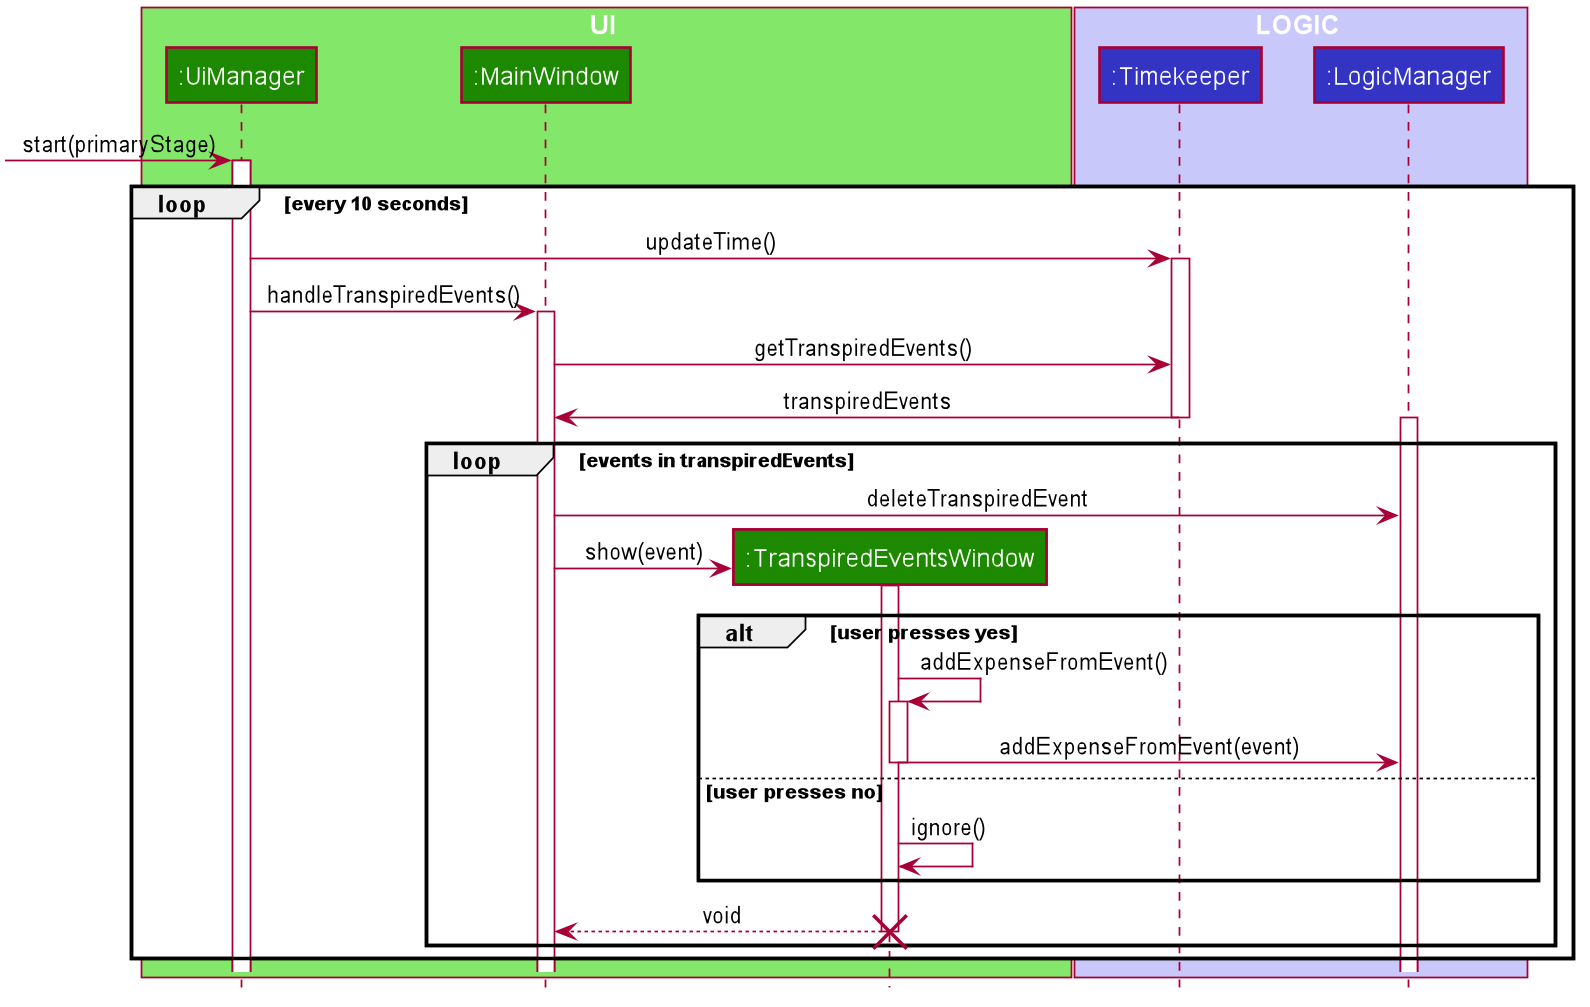 UI
LOGIC
:UiManager
:MainWindow
:Timekeeper
:LogicManager
start(primaryStage)
loop
[every 10 seconds]
updateTime()
handleTranspiredEvents()
getTranspiredEvents()
transpiredEvents
loop
[events in transpiredEvents]
deleteTranspiredEvent
show(event)
:TranspiredEventsWindow
alt
[user presses yes]
addExpenseFromEvent()
addExpenseFromEvent(event)
[user presses no]
ignore()
void